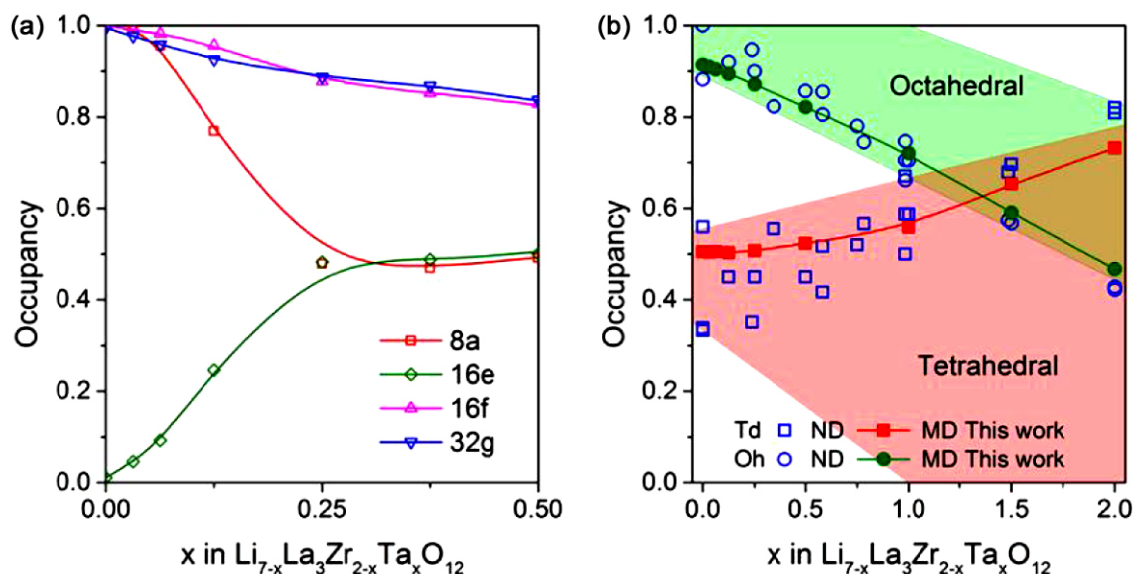 (a)
Occupancy
1.0
0.8
0.6
0.4
0.2
0.0
8a
16e
16f
32g
0.00
0.25
0.50
x in Li₇₋ₓLa₃Zr₂₋ₓTaₓO₁₂
(b)
Occupancy
1.0
0.8
0.6
0.4
0.2
0.0
Octahedral
Tetrahedral
Td ND MD This work
Oh ND MD This work
0.0
0.5
1.0
1.5
2.0
x in Li₇₋ₓLa₃Zr₂₋ₓTaₓO₁₂